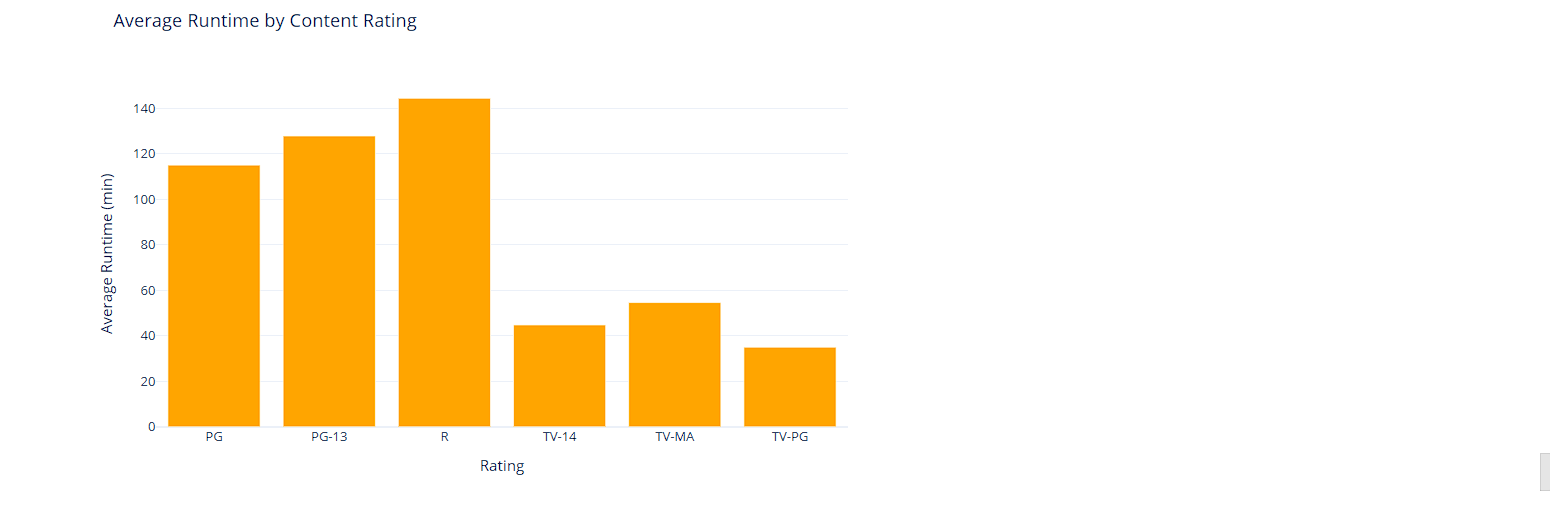 Average Runtime by Content Rating
140
120
100
80
60
40
20
0
Average Runtime (min)
PG PG-13 R TV-14 TV-MA TV-PG
Rating